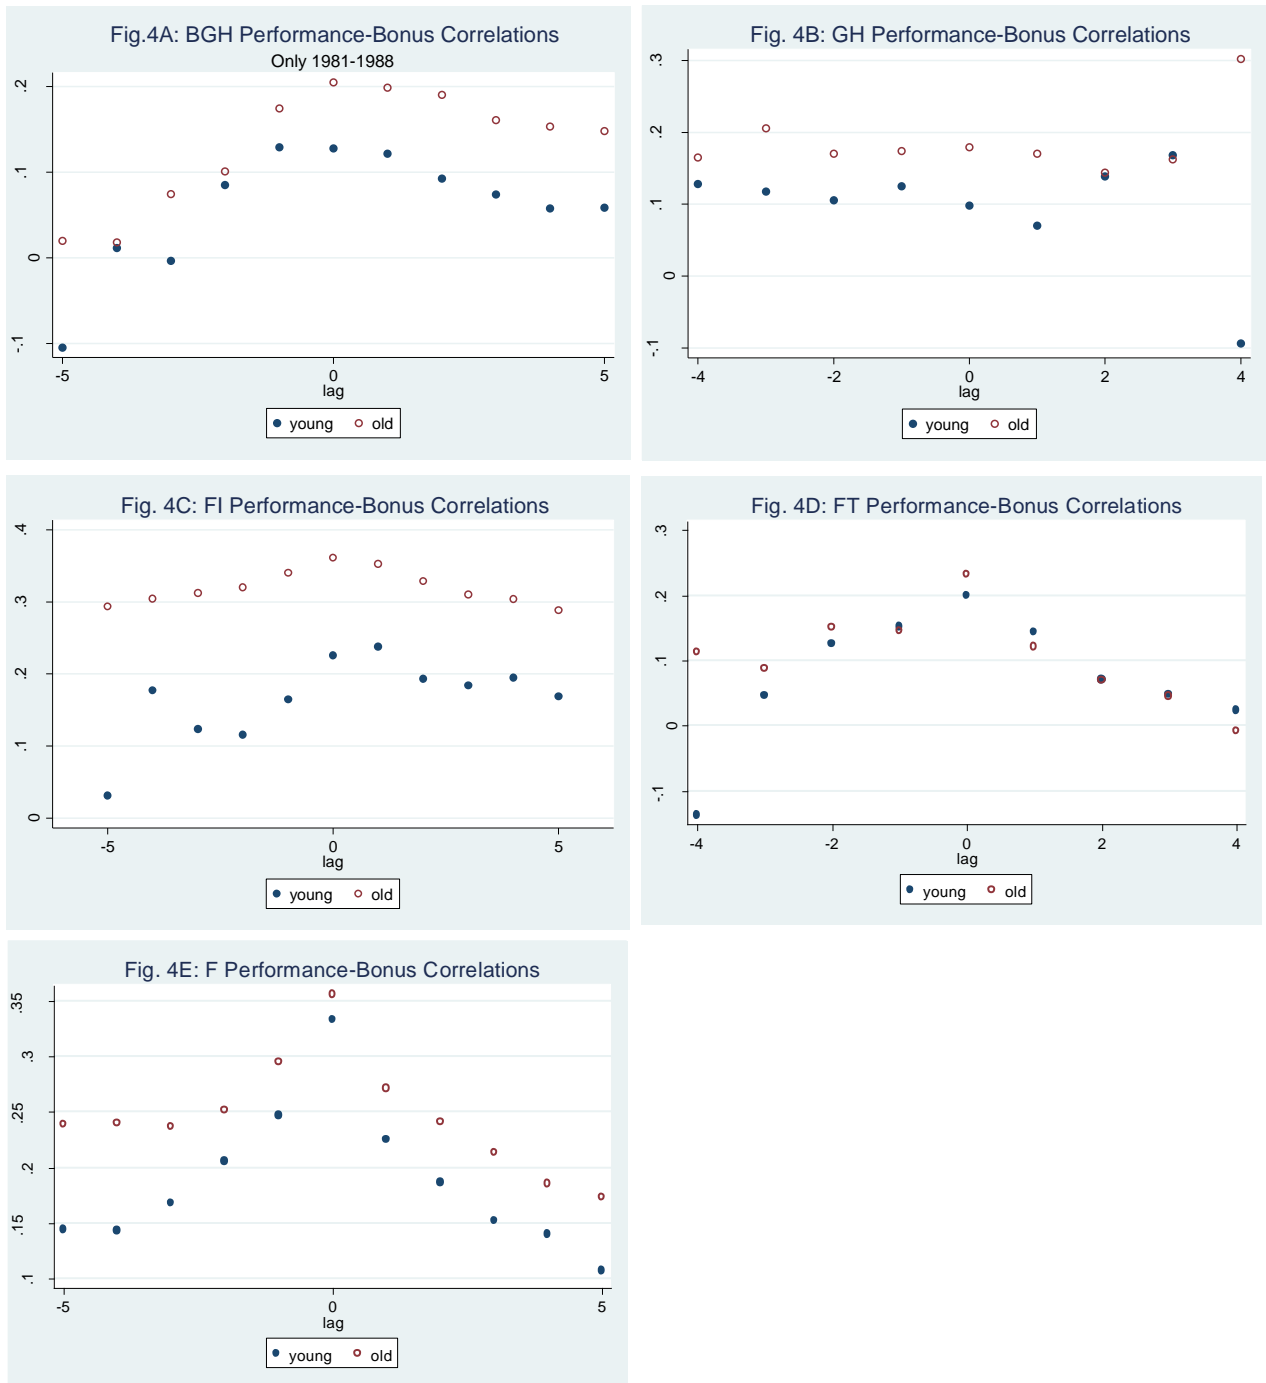 Fig.4A: BGH Performance-Bonus Correlations
Only 1981-1988
.2
.1
0
-.1
-5 0 5
lag
young old
Fig. 4B: GH Performance-Bonus Correlations
.3
.2
.1
0
-.1
-4 -2 0 2 4
lag
young old
Fig. 4C: FI Performance-Bonus Correlations
.4
.3
.2
.1
0
-5 0 5
lag
young old
Fig. 4D: FT Performance-Bonus Correlations
.3
.2
.1
0
-.1
-4 -2 0 2 4
lag
young old
Fig. 4E: F Performance-Bonus Correlations
.35
.3
.25
.2
.15
.1
-5 0 5
lag
young old